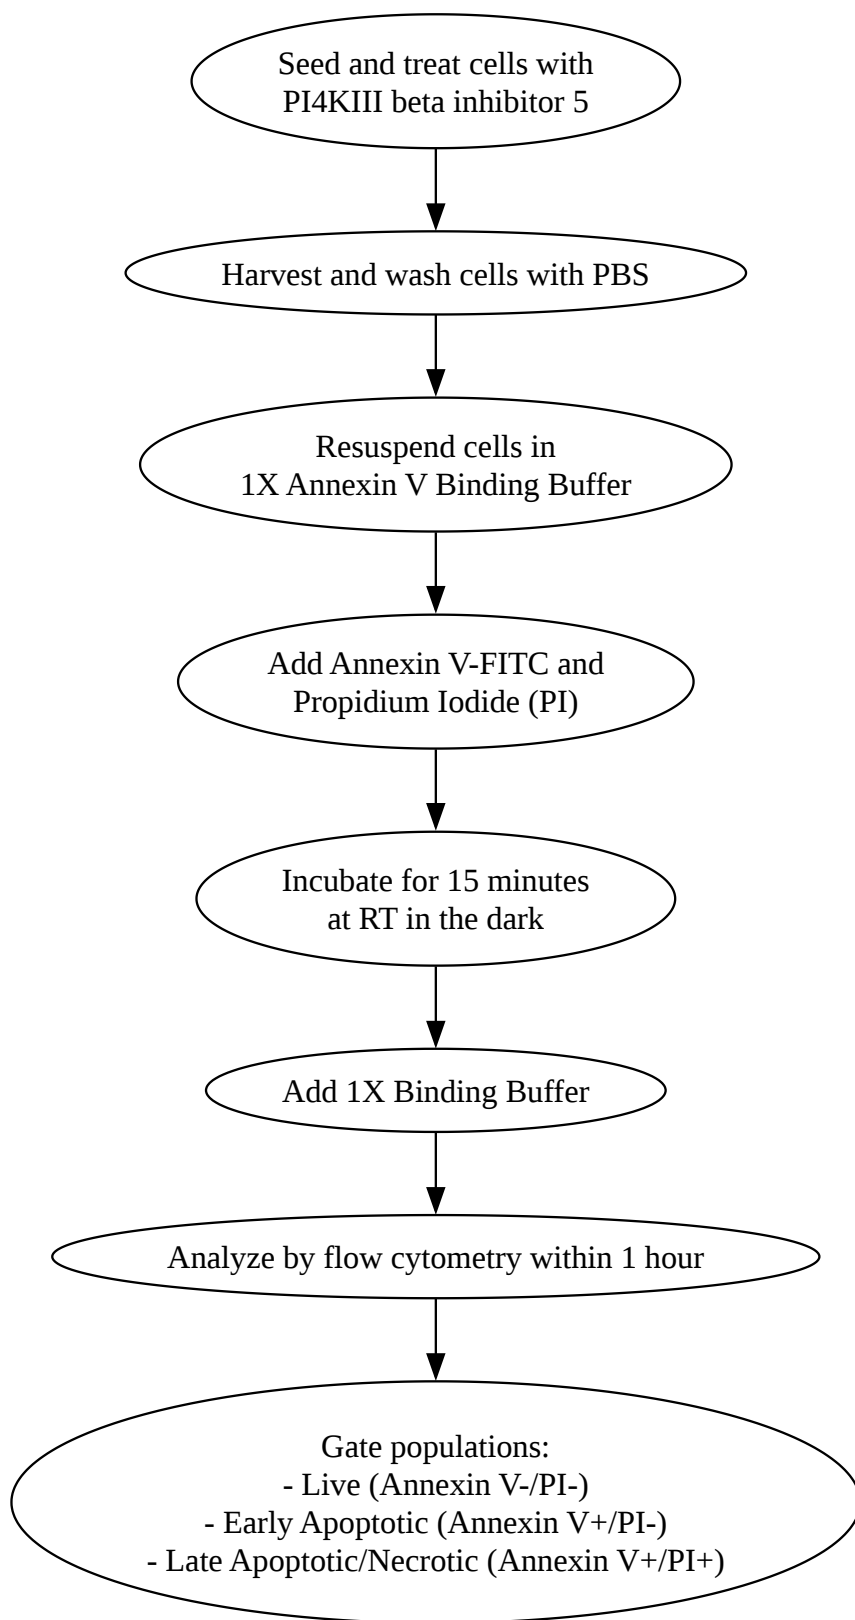 Seed and treat cells with
PI4KIII beta inhibitor 5
Harvest and wash cells with PBS
Resuspend cells in
1X Annexin V Binding Buffer
Add Annexin V-FITC and
Propidium Iodide (PI)
Incubate for 15 minutes
at RT in the dark
Add 1X Binding Buffer
Analyze by flow cytometry within 1 hour
Gate populations:
- Live (Annexin V-/PI-)
- Early Apoptotic (Annexin V+/PI-)
- Late Apoptotic/Necrotic (Annexin V+/PI+)